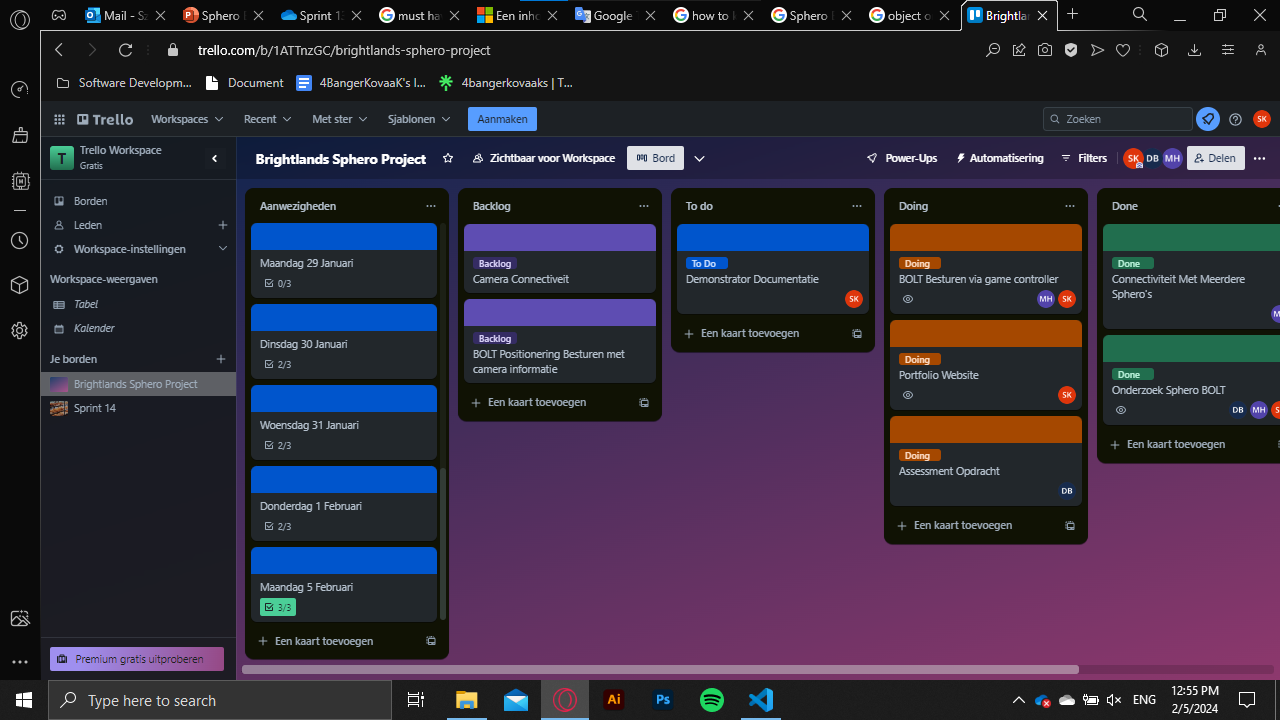 Mail - S
Sphero
Sprint 1
must ha
Een inh
Google
how to
Sphero
object o
Brightla
trello.com/b/1ATTnzGC/brightlands-sphero-project
Software Developm...
Document
4BangerKovaaK's I...
4bangerkovaaks | T...
Trello
Workspaces
Recent
Met ster
Sjablonen
Aanmaken
Zoeken
SK
T
Trello Workspace
Gratis
Brightlands Sphero Project
Zichtbaar voor Workspace
Bord
Power-Ups
Automatisering
Filters
SK
DB
MH
Delen
Borden
Leden
Workspace-instellingen
Workspace-weergaven
Tabel
Kalender
Je borden
Brightlands Sphero Project
Sprint 14
Premium gratis uitproberen
Aanwezigheden
Maandag 29 Januari
0/3
Dinsdag 30 Januari
2/3
Woensdag 31 Januari
2/3
Donderdag 1 Februari
2/3
Maandag 5 Februari
3/3
Een kaart toevoegen
Backlog
Backlog
Camera Connectiveit
Backlog
BOLT Positionering Besturen met
camera informatie
Een kaart toevoegen
To do
To Do
Demonstrator Documentatie
SK
Een kaart toevoegen
Doing
Doing
BOLT Besturen via game controller
MH
SK
Doing
Portfolio Website
SK
Doing
Assessment Opdracht
DB
Een kaart toevoegen
Done
Done
Connectiviteit Met Meerdere
Sphero's
Done
Onderzoek Sphero BOLT
DB
MH
Een kaart toevoegen
Type here to search
Ai
Ps
ENG
12:55 PM
2/5/2024